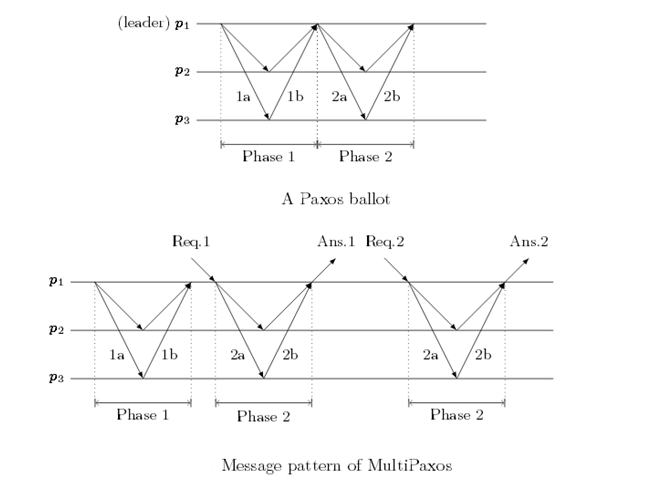 (leader) p1
p2
1a 1b 2a 2b
p3
Phase 1 Phase 2
A Paxos ballot
Req.1 Ans.1 Req.2 Ans.2
p1
p2
1a 1b 2a 2b 2a 2b
p3
Phase 1 Phase 2 Phase 2
Message pattern of MultiPaxos